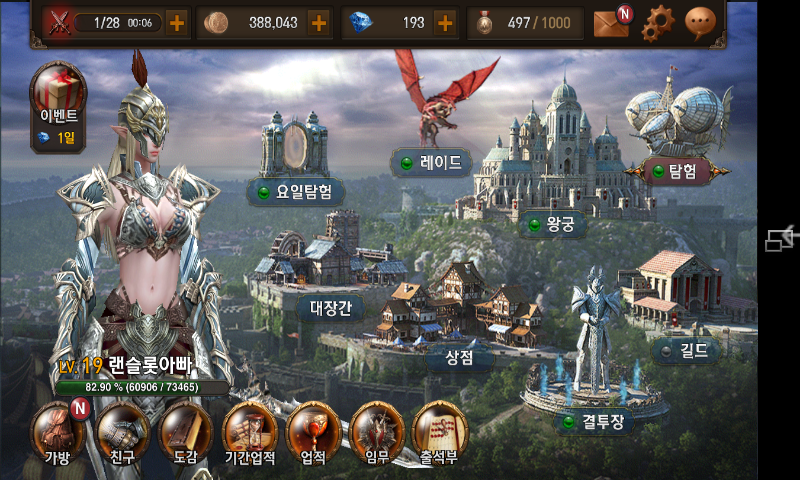 1/28 00:06
388,043
193
497 / 1000
N
이벤트
1일
레이드
탐험
요일탐험
왕궁
대장간
상점
길드
결투장
LV. 19 랜슬롯아빠
82.90 % (60906 / 73465)
N
가방 친구 도감 기간업적 업적 임무 출석부